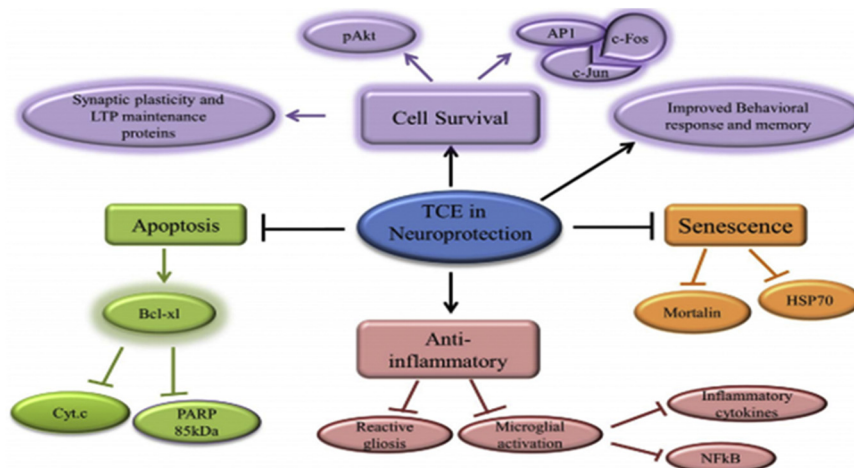 pAkt
AP1
c-Fos
c-Jun
Synaptic plasticity and
LTP maintenance
proteins
Cell Survival
Improved Behavioral
response and memory
Apoptosis
TCE in
Neuroprotection
Senescence
Bcl-xl
Mortalin
HSP70
Anti-
inflammatory
Cyt.c
PARP
85kDa
Reactive
gliosis
Microglial
activation
Inflammatory
cytokines
NFkB